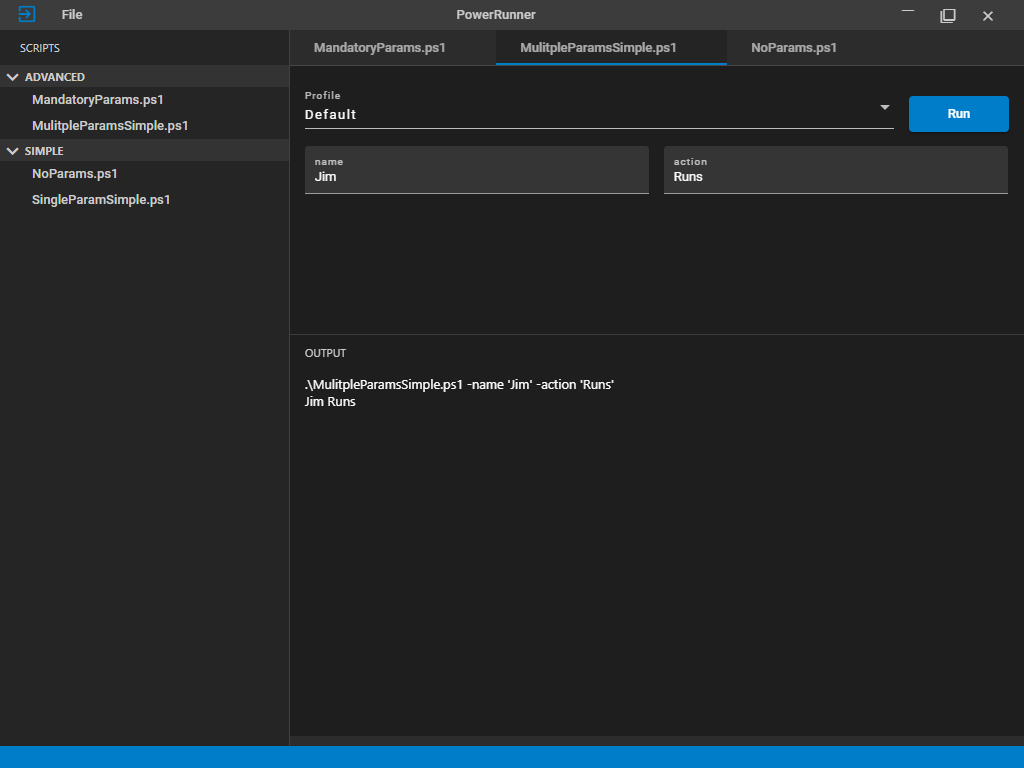 File
PowerRunner
SCRIPTS
ADVANCED
MandatoryParams.ps1
MulitpleParamsSimple.ps1
SIMPLE
NoParams.ps1
SingleParamSimple.ps1
MandatoryParams.ps1 MulitpleParamsSimple.ps1 NoParams.ps1
Profile
Default
Run
name
Jim
action
Runs
OUTPUT
.\MulitpleParamsSimple.ps1 -name 'Jim' -action 'Runs'
Jim Runs